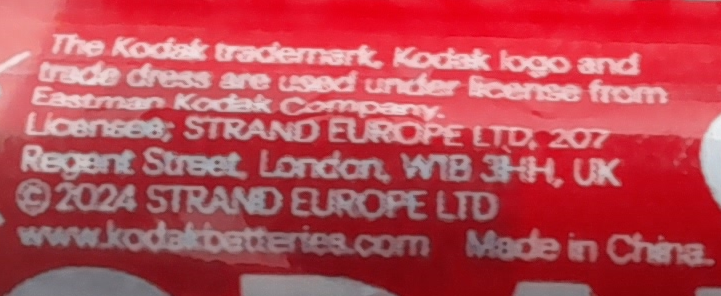 The Kodak trademark, Kodak logo and
trade dress are used under license from
Eastman Kodak Company.
Licensee: STRAND EUROPE LTD, 207
Regent Street, London, W1B 3HH, UK
© 2024 STRAND EUROPE LTD
www.kodakbatteries.com Made in China.